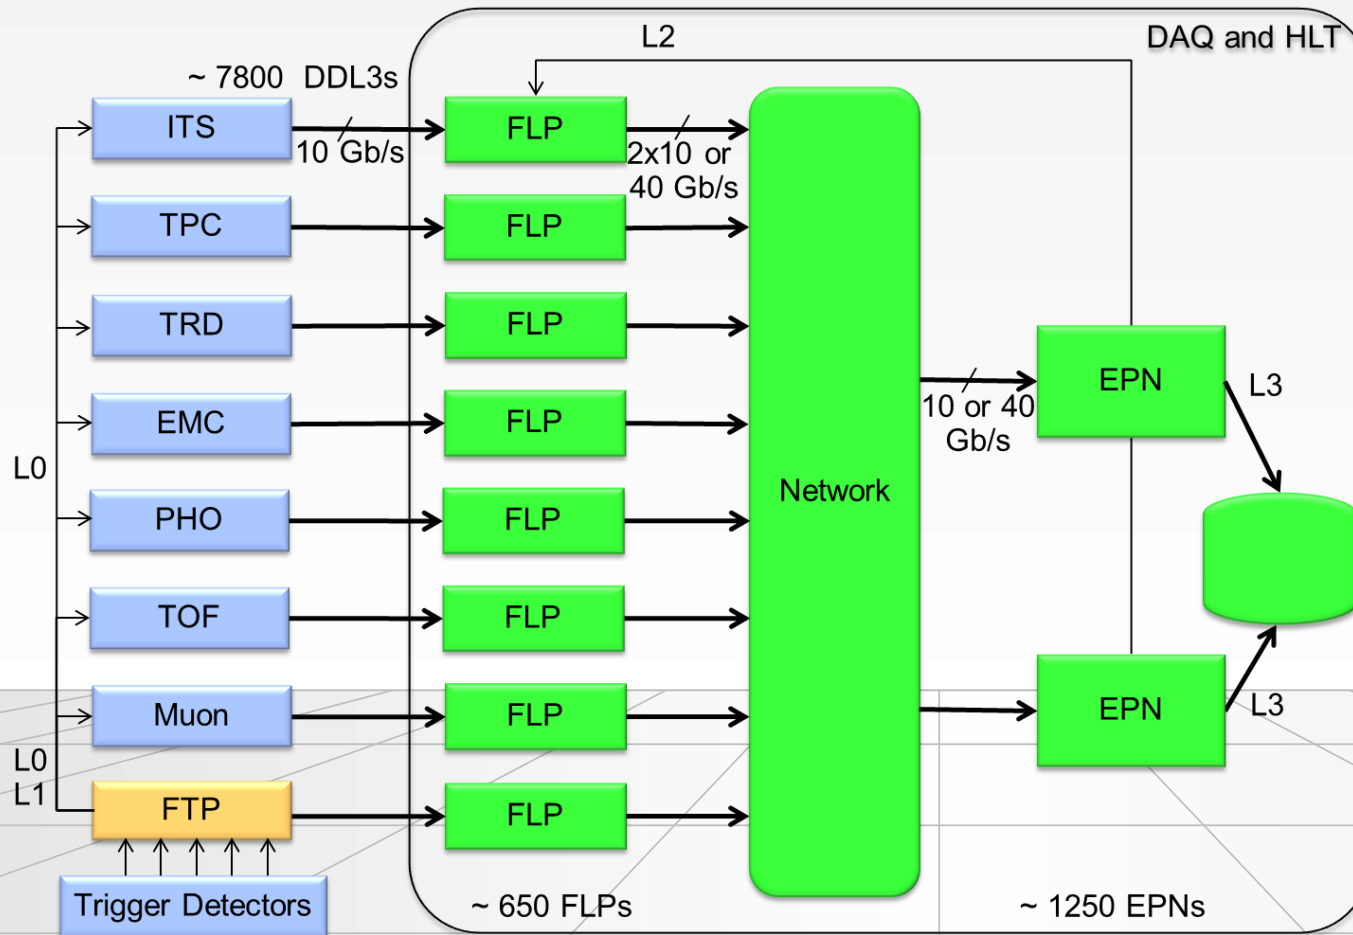 L2
DAQ and HLT
~ 7800 DDL3s
ITS
10 Gb/s
FLP
2x10 or
40 Gb/s
TPC
FLP
TRD
FLP
EPN
L3
10 or 40
Gb/s
EMC
FLP
L0
Network
PHO
FLP
TOF
FLP
Muon
FLP
EPN
L3
L0
L1
FTP
FLP
Trigger Detectors
~ 650 FLPs
~ 1250 EPNs